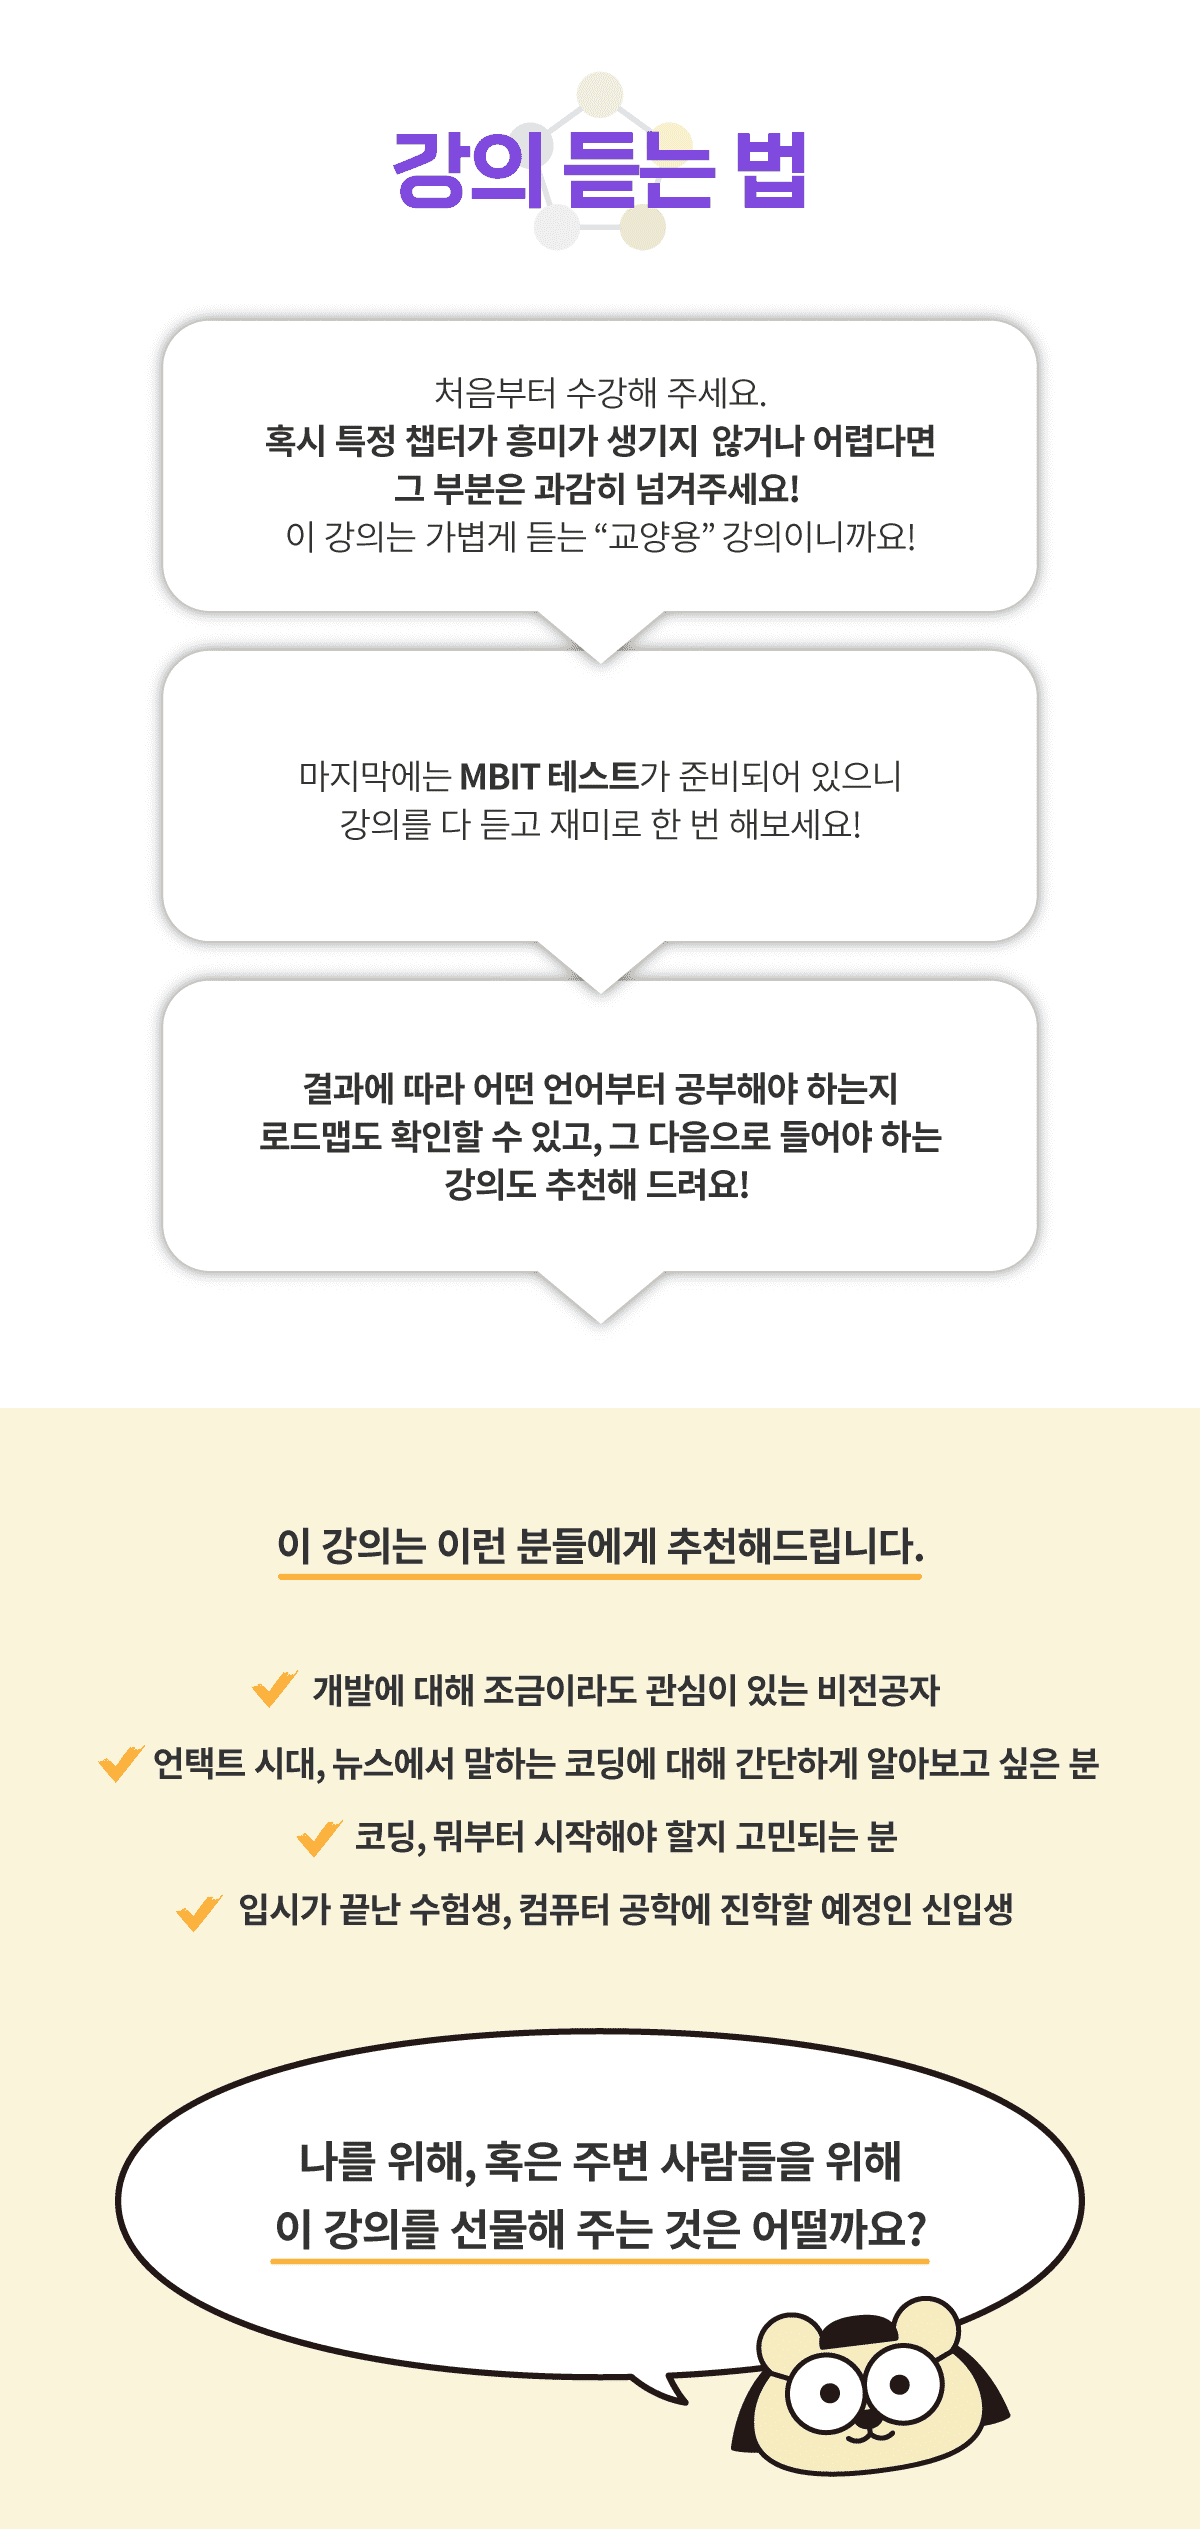 강의 듣는 법
처음부터 수강해 주세요.
혹시 특정 챕터가 흥미가 생기지 않거나 어렵다면
그 부분은 과감히 넘겨주세요!
이 강의는 가볍게 듣는 “교양용” 강의이니까요!
마지막에는 MBIT 테스트가 준비되어 있으니
강의를 다 듣고 재미로 한 번 해보세요!
결과에 따라 어떤 언어부터 공부해야 하는지
로드맵도 확인할 수 있고, 그 다음으로 들어야 하는
강의도 추천해 드려요!
이 강의는 이런 분들에게 추천해드립니다.
개발에 대해 조금이라도 관심이 있는 비전공자
언택트 시대, 뉴스에서 말하는 코딩에 대해 간단하게 알아보고 싶은 분
코딩, 뭐부터 시작해야 할지 고민되는 분
입시가 끝난 수험생, 컴퓨터 공학에 진학할 예정인 신입생
나를 위해, 혹은 주변 사람들을 위해
이 강의를 선물해 주는 것은 어떨까요?